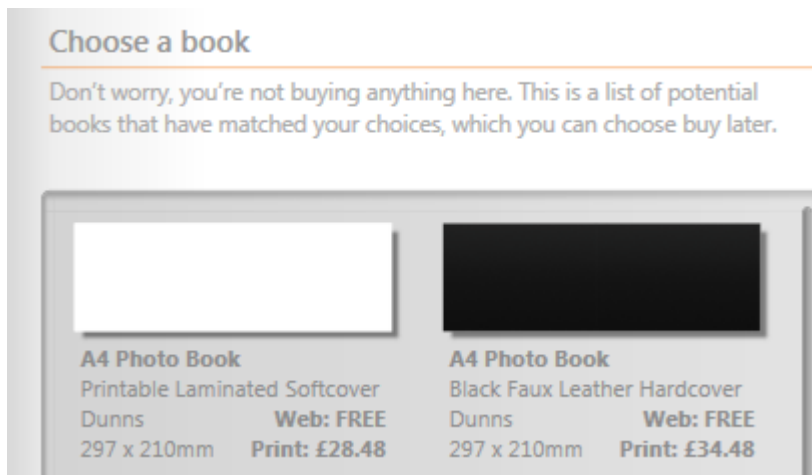 Choose a book
Don't worry, you're not buying anything here. This is a list of potential
books that have matched your choices, which you can choose buy later.
A4 Photo Book
Printable Laminated Softcover
Dunns Web: FREE
297 x 210mm Print: £28.48
A4 Photo Book
Black Faux Leather Hardcover
Dunns Web: FREE
297 x 210mm Print: £34.48